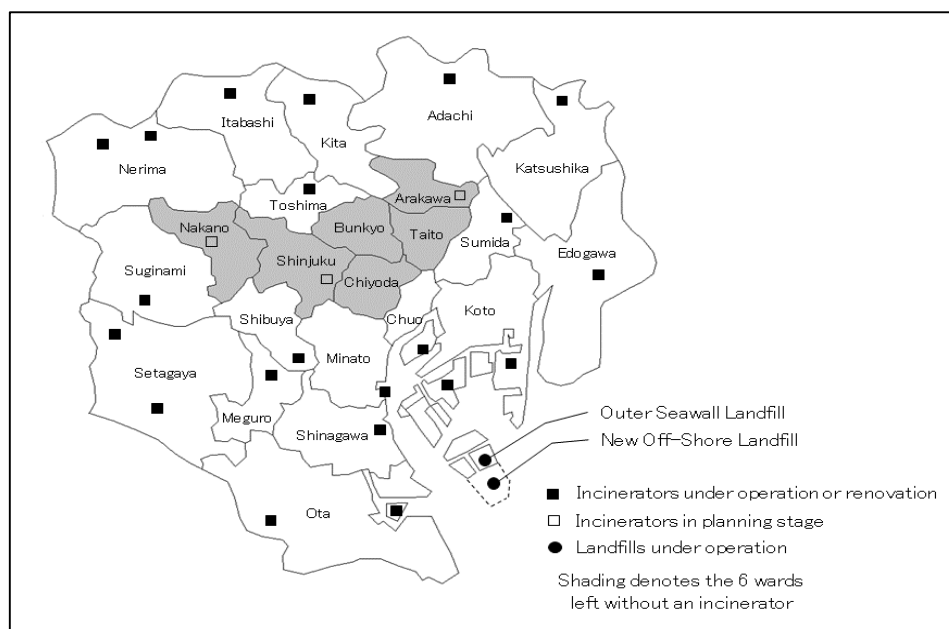 Adachi
Itabashi
Kita
Katsushika
Nerima
Arakawa
Toshima
Nakano
Bunkyo
Taito
Sumida
Edogawa
Shinjuku
Suginami
Chiyoda
Shibuya
Chuo
Koto
Minato
Setagaya
Meguro
Shinagawa
Ota
Outer Seawall Landfill
New Off-Shore Landfill
Incinerators under operation or renovation
Incinerators in planning stage
Landfills under operation
Shading denotes the 6 wards
left without an incinerator